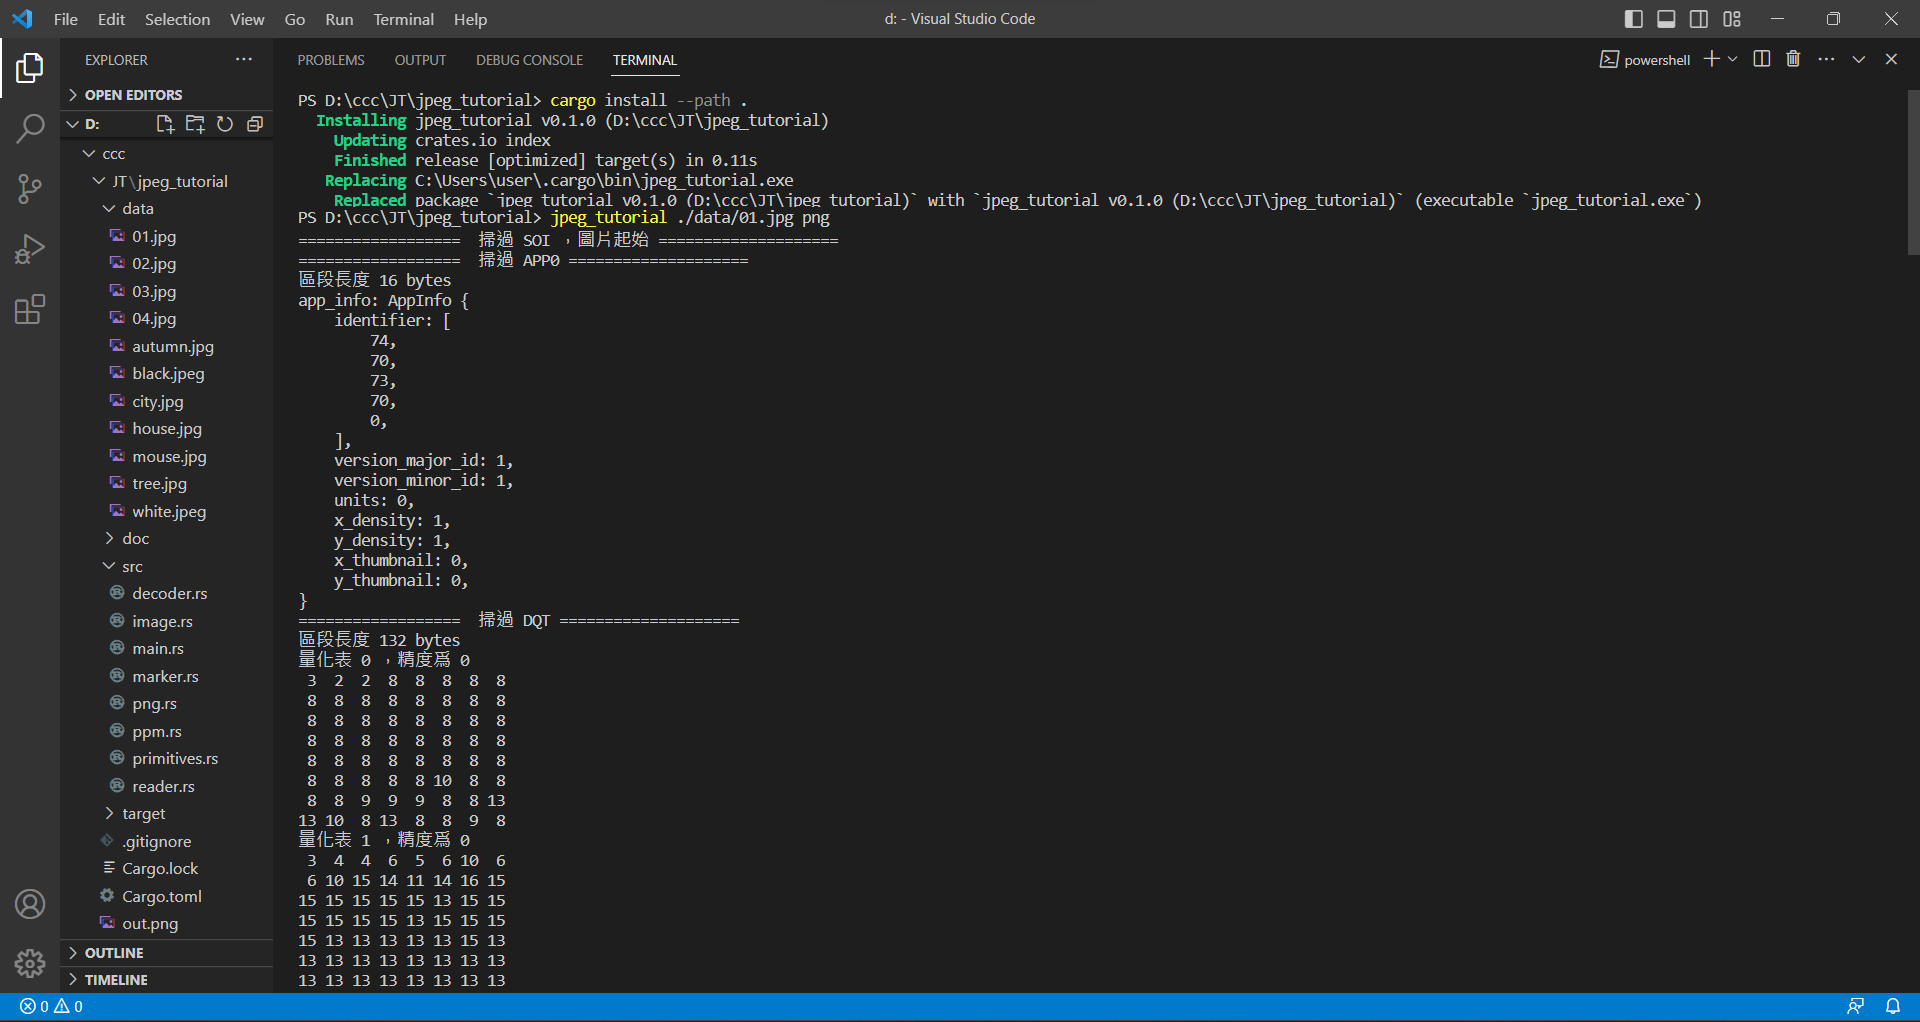 File Edit Selection View Go Run Terminal Help
d: - Visual Studio Code
EXPLORER
OPEN EDITORS
D:
ccc
JT\jpeg_tutorial
data
01.jpg
02.jpg
03.jpg
04.jpg
autumn.jpg
black.jpeg
city.jpg
house.jpg
mouse.jpg
tree.jpg
white.jpeg
doc
src
decoder.rs
image.rs
main.rs
marker.rs
png.rs
ppm.rs
primitives.rs
reader.rs
target
.gitignore
Cargo.lock
Cargo.toml
out.png
OUTLINE
TIMELINE
PROBLEMS OUTPUT DEBUG CONSOLE TERMINAL
powershell
PS D:\ccc\JT\jpeg_tutorial> cargo install --path .
Installing jpeg_tutorial v0.1.0 (D:\ccc\JT\jpeg_tutorial)
Updating crates.io index
Finished release [optimized] target(s) in 0.11s
Replacing C:\Users\user\.cargo\bin\jpeg_tutorial.exe
Replaced package `jpeg_tutorial v0.1.0 (D:\ccc\JT\jpeg_tutorial)` with `jpeg_tutorial v0.1.0 (D:\ccc\JT\jpeg_tutorial)` (executable `jpeg_tutorial.exe`)
PS D:\ccc\JT\jpeg_tutorial> jpeg_tutorial ./data/01.jpg png
================== 掃過 SOI ，圖片起始 ====================
================== 掃過 APP0 ====================
區段長度 16 bytes
app_info: AppInfo {
identifier: [
74,
70,
73,
70,
0,
],
version_major_id: 1,
version_minor_id: 1,
units: 0,
x_density: 1,
y_density: 1,
x_thumbnail: 0,
y_thumbnail: 0,
}
================== 掃過 DQT ====================
區段長度 132 bytes
量化表 0 ，精度爲 0
3 2 2 8 8 8 8 8
8 8 8 8 8 8 8 8
8 8 8 8 8 8 8 8
8 8 8 8 8 8 8 8
8 8 8 8 8 8 8 8
8 8 8 8 8 10 8 8
8 8 9 9 9 8 8 13
13 10 8 13 8 8 9 8
量化表 1 ，精度爲 0
3 4 4 6 5 6 10 6
6 10 15 14 11 14 16 15
15 15 15 15 15 13 15 15
15 15 15 15 13 15 15 15
15 13 13 13 13 13 15 13
13 13 13 13 13 13 13 13
13 13 13 13 13 13 13 13
0 0